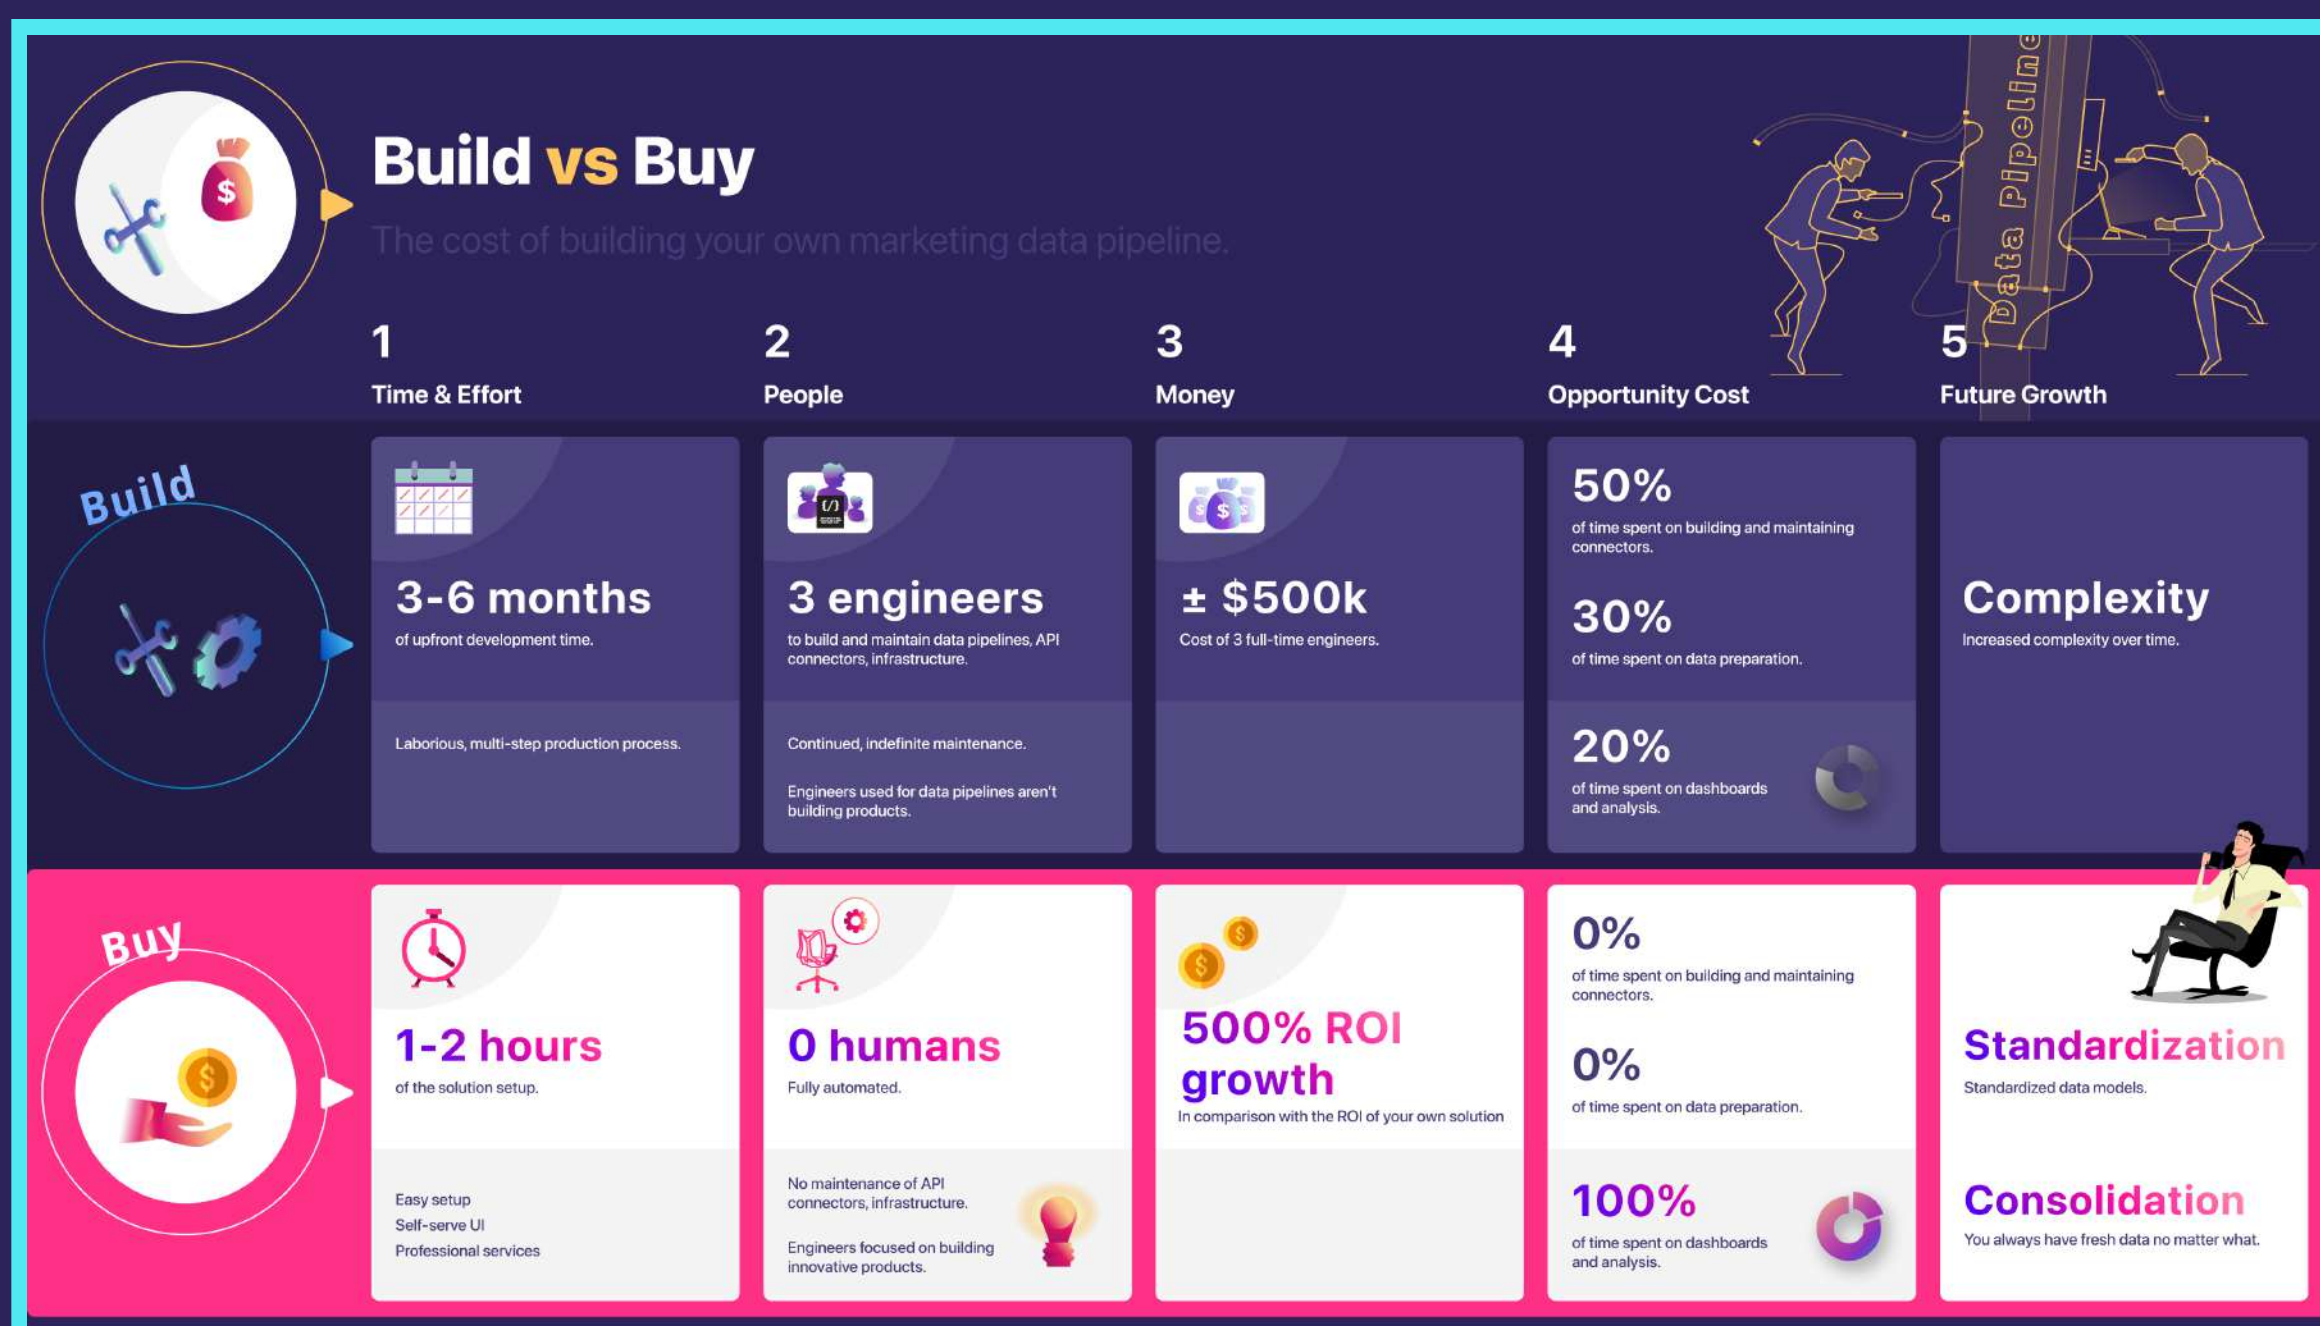 Build vs Buy
The cost of building your own marketing data pipeline.
Data Pipeline
1
Time & Effort
2
People
3
Money
4
Opportunity Cost
5
Future Growth
Build
3-6 months
of upfront development time.
Laborious, multi-step production process.
3 engineers
to build and maintain data pipelines, API
connectors, infrastructure.
Continued, indefinite maintenance.
Engineers used for data pipelines aren't
building products.
± $500k
Cost of 3 full-time engineers.
50%
of time spent on building and maintaining
connectors.
30%
of time spent on data preparation.
20%
of time spent on dashboards
and analysis.
Complexity
Increased complexity over time.
Buy
1-2 hours
of the solution setup.
Easy setup
Self-serve UI
Professional services
0 humans
Fully automated.
No maintenance of API
connectors, infrastructure.
Engineers focused on building
innovative products.
500% ROI
growth
In comparison with the ROI of your own solution
0%
of time spent on building and maintaining
connectors.
0%
of time spent on data preparation.
100%
of time spent on dashboards
and analysis.
Standardization
Standardized data models.
Consolidation
You always have fresh data no matter what.